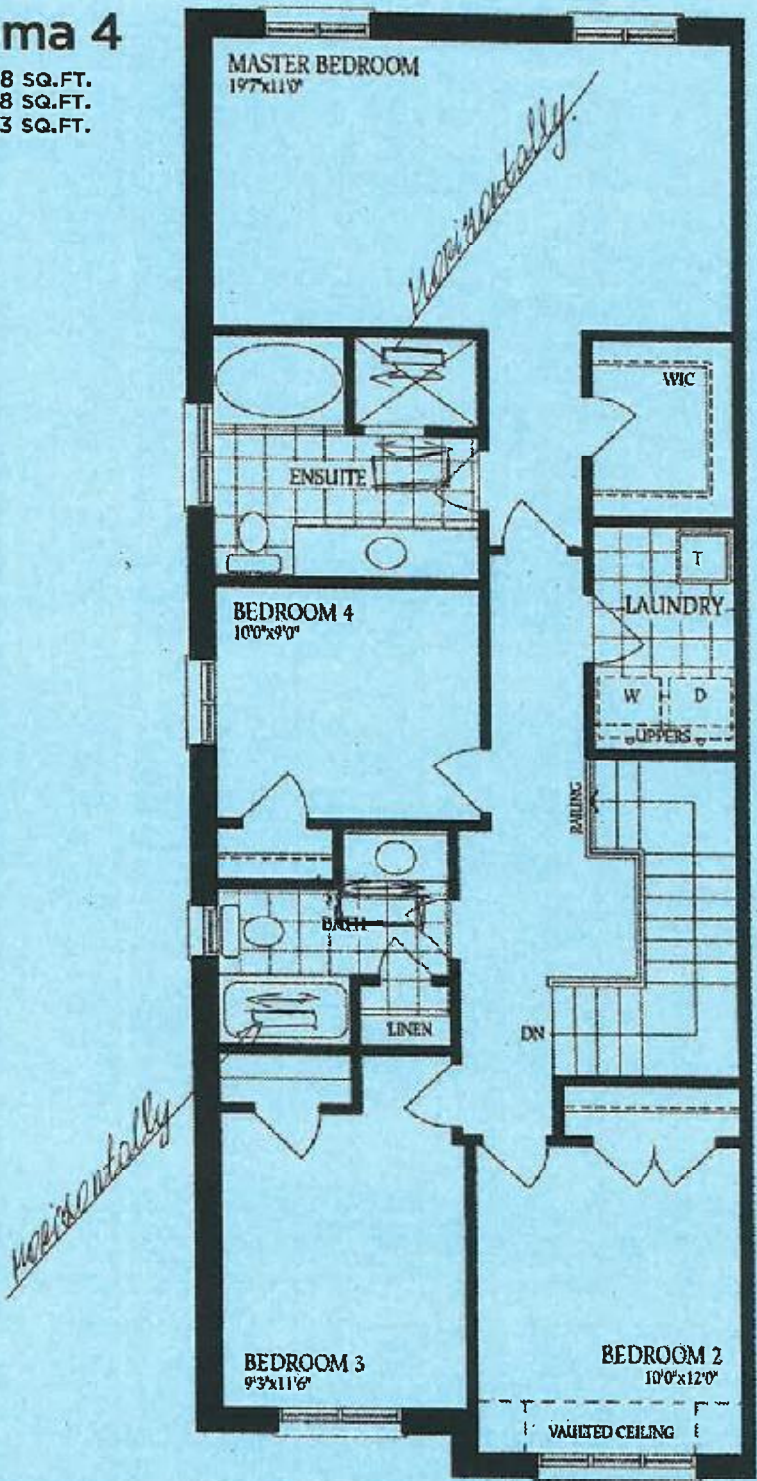 ma 4
8 SQ.FT.
8 SQ.FT.
3 SQ.FT.
MASTER BEDROOM
19'7"x11'0"
horizontally.
WIC
ENSUITE
T
LAUNDRY
BEDROOM 4
10'0"x9'0"
W D
UPPERS
RAILING
BATH
LINEN
DN
horizontally
BEDROOM 3
9'3"x11'6"
BEDROOM 2
10'0"x12'0"
VAULTED CEILING